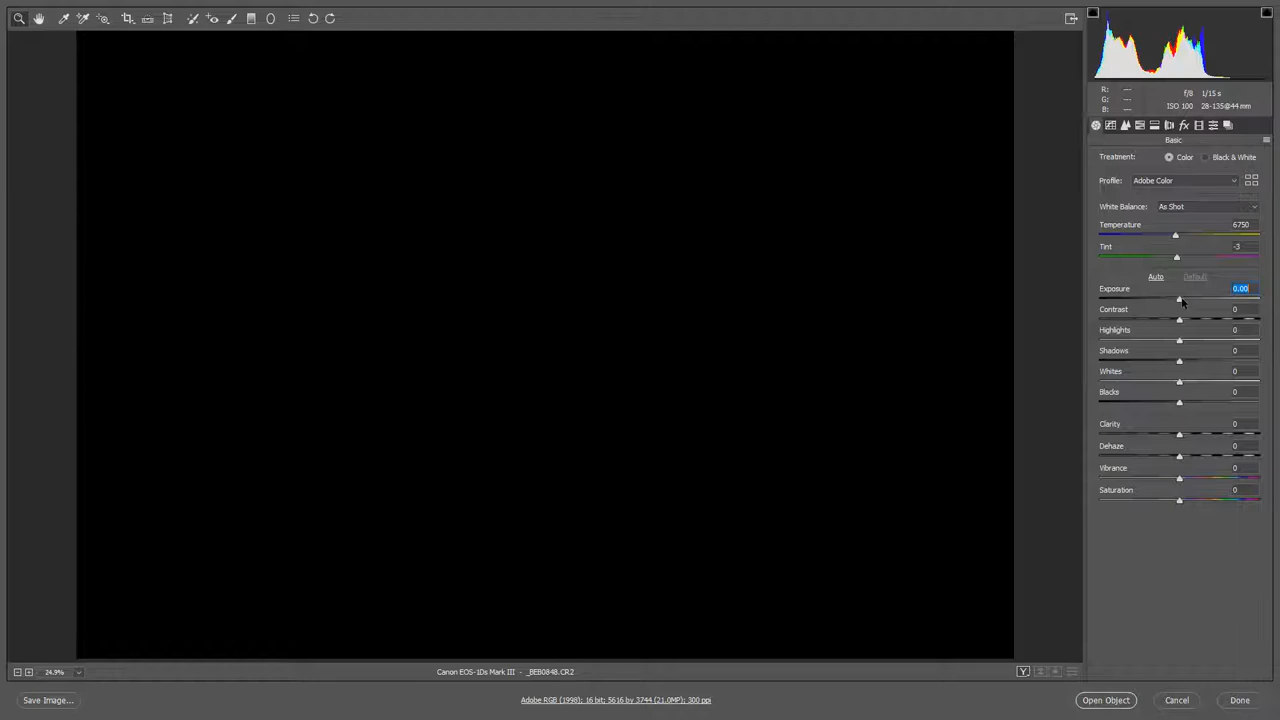 R: ---
G: ---
B: ---
f/8 1/15 s
ISO 100 28-135@44 mm
fx
Basic
Treatment: Color Black & White
Profile: Adobe Color
White Balance: As Shot
Temperature 6750
Tint -3
Auto Default
Exposure 0.00
Contrast 0
Highlights 0
Shadows 0
Whites 0
Blacks 0
Clarity 0
Dehaze 0
Vibrance 0
Saturation 0
24.9% Canon EOS-1Ds Mark III - _BEB0848.CR2 Y
Save Image... Adobe RGB (1998); 16 bit; 5616 by 3744 (21.0MP); 300 ppi Open Object Cancel Done